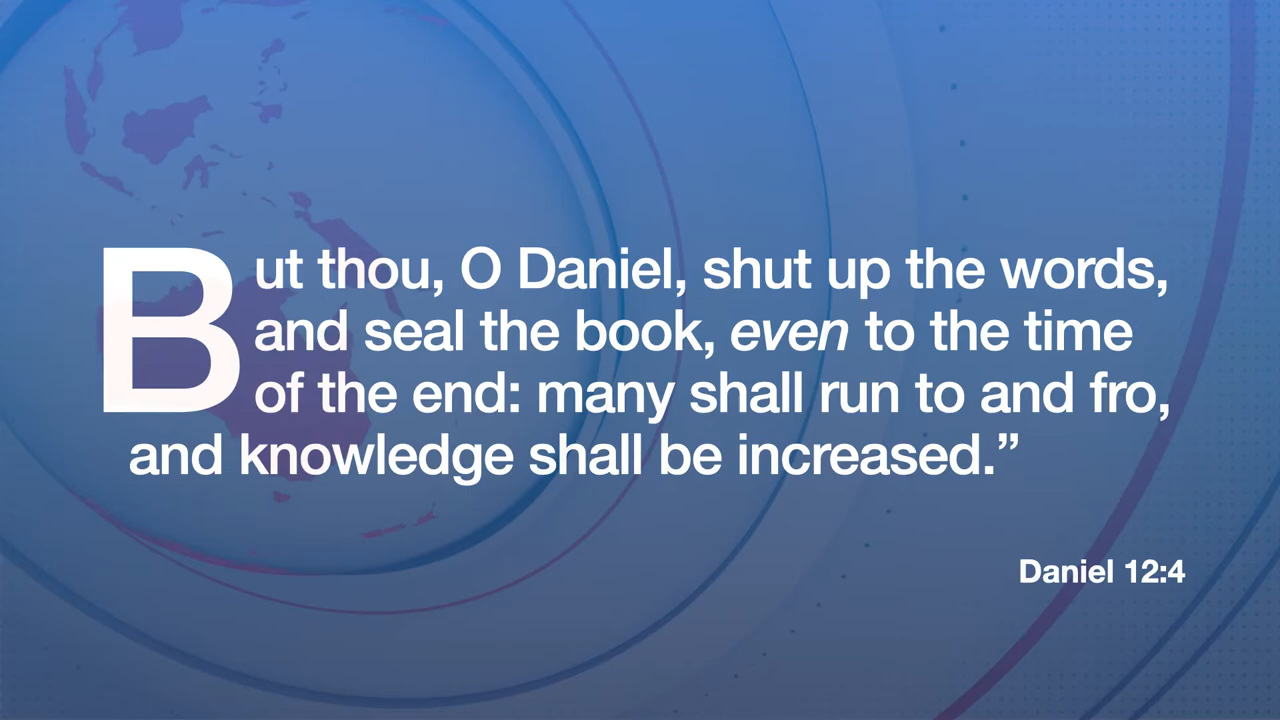 But thou, O Daniel, shut up the words,
and seal the book, even to the time
of the end: many shall run to and fro,
and knowledge shall be increased.”
Daniel 12:4